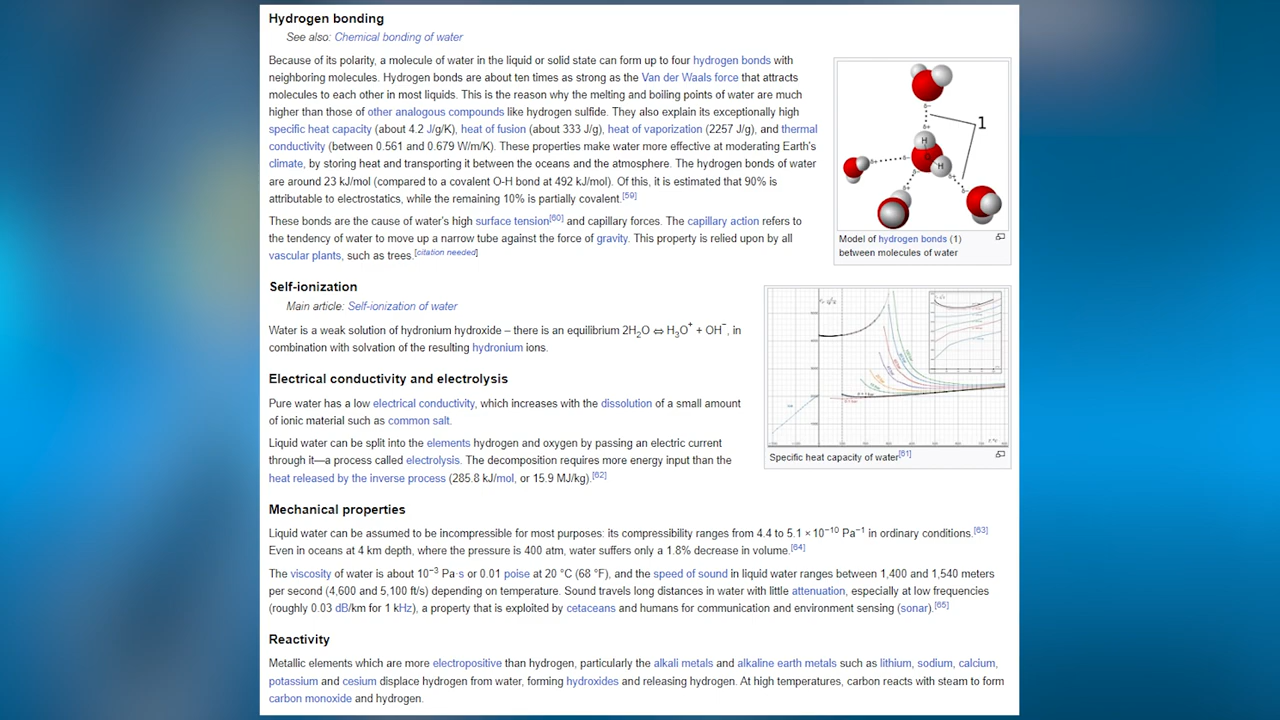 Hydrogen bonding
See also: Chemical bonding of water
Because of its polarity, a molecule of water in the liquid or solid state can form up to four hydrogen bonds with
neighboring molecules. Hydrogen bonds are about ten times as strong as the Van der Waals force that attracts
molecules to each other in most liquids. This is the reason why the melting and boiling points of water are much
higher than those of other analogous compounds like hydrogen sulfide. They also explain its exceptionally high
specific heat capacity (about 4.2 J/g/K), heat of fusion (about 333 J/g), heat of vaporization (2257 J/g), and thermal
conductivity (between 0.561 and 0.679 W/m/K). These properties make water more effective at moderating Earth's
climate, by storing heat and transporting it between the oceans and the atmosphere. The hydrogen bonds of water
are around 23 kJ/mol (compared to a covalent O-H bond at 492 kJ/mol). Of this, it is estimated that 90% is
attributable to electrostatics, while the remaining 10% is partially covalent.[59]
These bonds are the cause of water's high surface tension[60] and capillary forces. The capillary action refers to
the tendency of water to move up a narrow tube against the force of gravity. This property is relied upon by all
vascular plants, such as trees.[citation needed]
1
H
H
δ−
δ+
Model of hydrogen bonds (1)
between molecules of water
Self-ionization
Main article: Self-ionization of water
Water is a weak solution of hydronium hydroxide – there is an equilibrium 2H₂O ⇔ H₃O⁺ + OH⁻, in
combination with solvation of the resulting hydronium ions.
Electrical conductivity and electrolysis
Pure water has a low electrical conductivity, which increases with the dissolution of a small amount
of ionic material such as common salt.
Liquid water can be split into the elements hydrogen and oxygen by passing an electric current
through it—a process called electrolysis. The decomposition requires more energy input than the
heat released by the inverse process (285.8 kJ/mol, or 15.9 MJ/kg).[62]
Specific heat capacity of water[61]
Mechanical properties
Liquid water can be assumed to be incompressible for most purposes: its compressibility ranges from 4.4 to 5.1 × 10⁻¹⁰ Pa⁻¹ in ordinary conditions.[63]
Even in oceans at 4 km depth, where the pressure is 400 atm, water suffers only a 1.8% decrease in volume.[64]
The viscosity of water is about 10⁻³ Pa·s or 0.01 poise at 20 °C (68 °F), and the speed of sound in liquid water ranges between 1,400 and 1,540 meters
per second (4,600 and 5,100 ft/s) depending on temperature. Sound travels long distances in water with little attenuation, especially at low frequencies
(roughly 0.03 dB/km for 1 kHz), a property that is exploited by cetaceans and humans for communication and environment sensing (sonar).[65]
Reactivity
Metallic elements which are more electropositive than hydrogen, particularly the alkali metals and alkaline earth metals such as lithium, sodium, calcium,
potassium and cesium displace hydrogen from water, forming hydroxides and releasing hydrogen. At high temperatures, carbon reacts with steam to form
carbon monoxide and hydrogen.